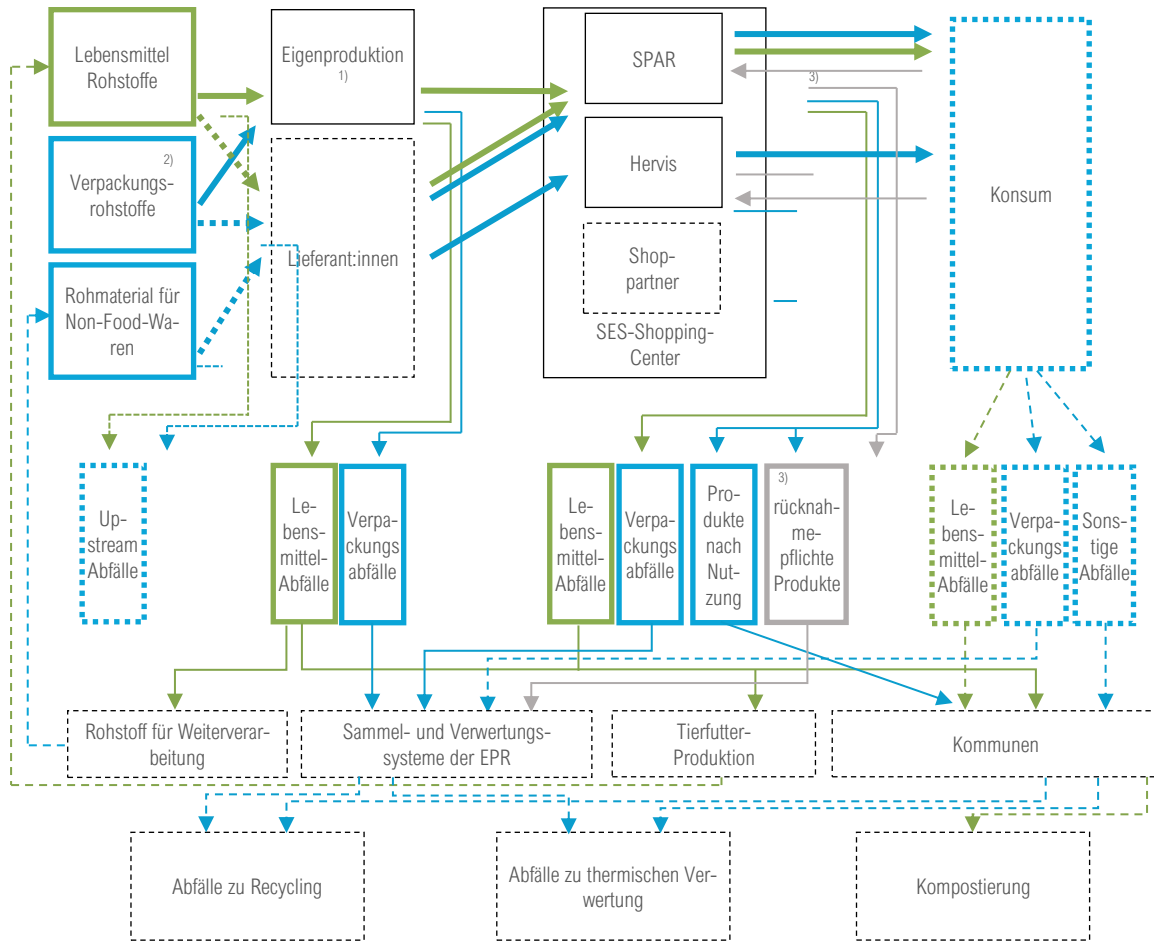 Lebensmittel
Rohstoffe
Eigenproduktion
1)
SPAR
3)
2)
Verpackungs-
rohstoffe
Hervis
Konsum
Lieferant:innen
Shop-
partner
Rohmaterial für
Non-Food-Wa-
ren
SES-Shopping-
Center
Up-
stream
Abfälle
Le-
bens-
mittel-
Abfälle
Verpa-
ckungs
abfälle
Le-
bens-
mittel-
Abfälle
Verpa-
ckungs
abfälle
Pro-
dukte
nach
Nut-
zung
3)
rücknah-
me-
pflichte
Produkte
Le-
bens-
mittel-
Abfälle
Verpa-
ckungs
abfälle
Sons-
tige
Abfälle
Rohstoff für Weiterverar-
beitung
Sammel- und Verwertungs-
systeme der EPR
Tierfutter-
Produktion
Kommunen
Abfälle zu Recycling
Abfälle zu thermischen Ver-
wertung
Kompostierung